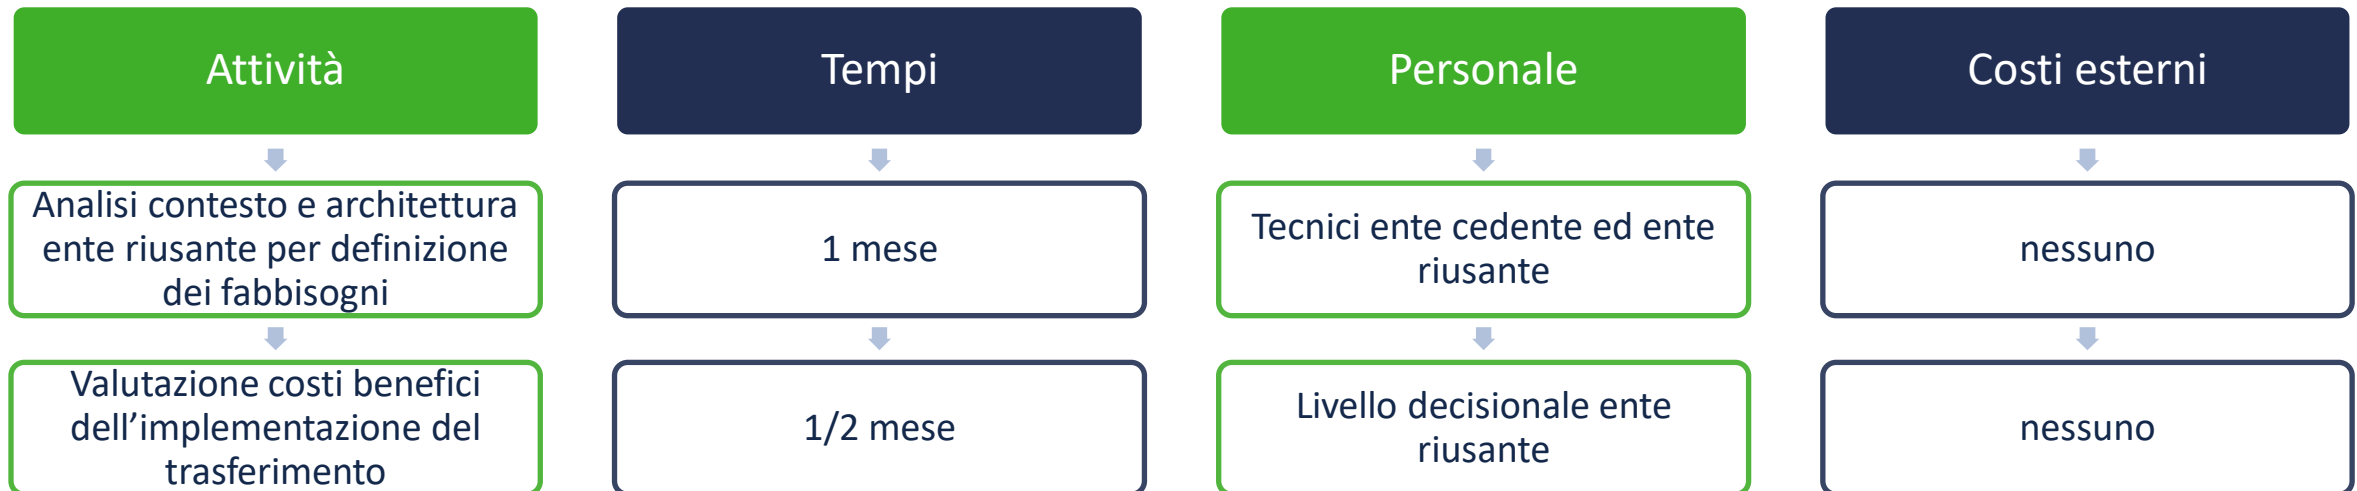 Attività
Tempi
Personale
Costi esterni
Analisi contesto e architettura
ente riusante per definizione
dei fabbisogni
1 mese
Tecnici ente cedente ed ente
riusante
nessuno
Valutazione costi benefici
dell’implementazione del
trasferimento
1/2 mese
Livello decisionale ente
riusante
nessuno